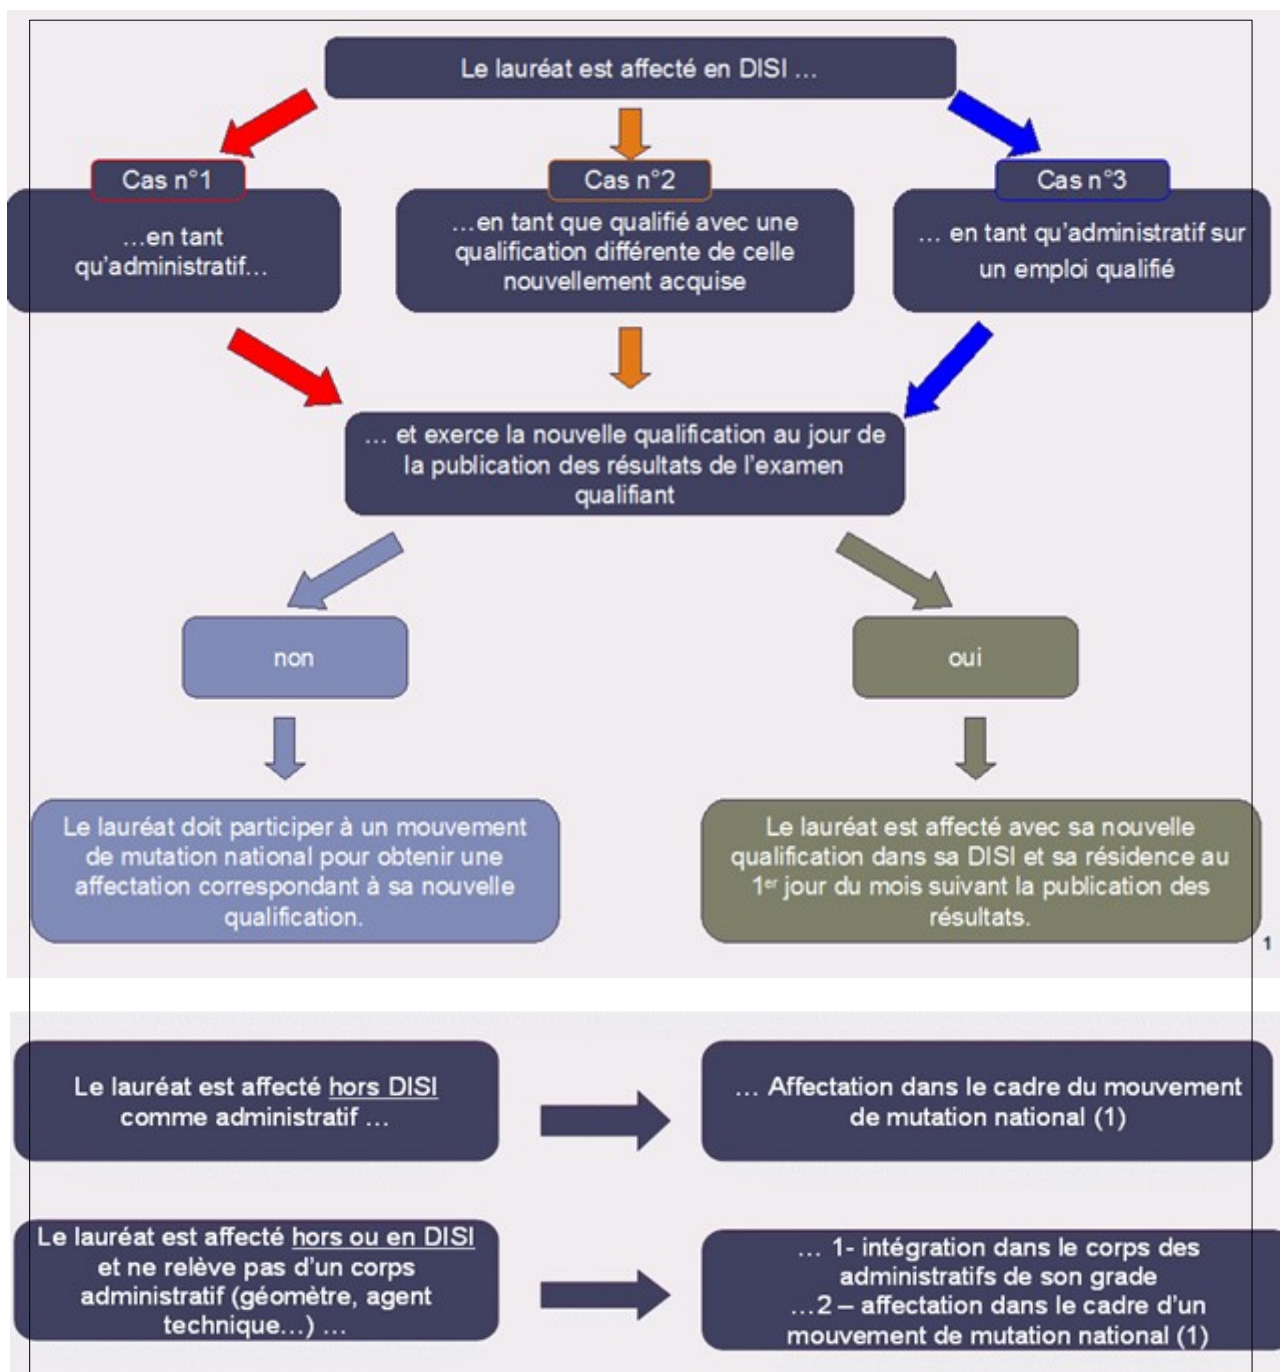 Le lauréat est affecté en DISI …
Cas n°1
…en tant
qu’administratif…
Cas n°2
…en tant que qualifié avec une
qualification différente de celle
nouvellement acquise
Cas n°3
… en tant qu’administratif sur
un emploi qualifié
… et exerce la nouvelle qualification au jour de
la publication des résultats de l’examen
qualifiant
non
oui
Le lauréat doit participer à un mouvement
de mutation national pour obtenir une
affectation correspondant à sa nouvelle
qualification.
Le lauréat est affecté avec sa nouvelle
qualification dans sa DISI et sa résidence au
1er jour du mois suivant la publication des
résultats.
1
Le lauréat est affecté hors DISI
comme administratif …
… Affectation dans le cadre du mouvement
de mutation national (1)
Le lauréat est affecté hors ou en DISI
et ne relève pas d’un corps
administratif (géomètre, agent
technique…) …
… 1- intégration dans le corps des
administratifs de son grade
…2 – affectation dans le cadre d’un
mouvement de mutation national (1)